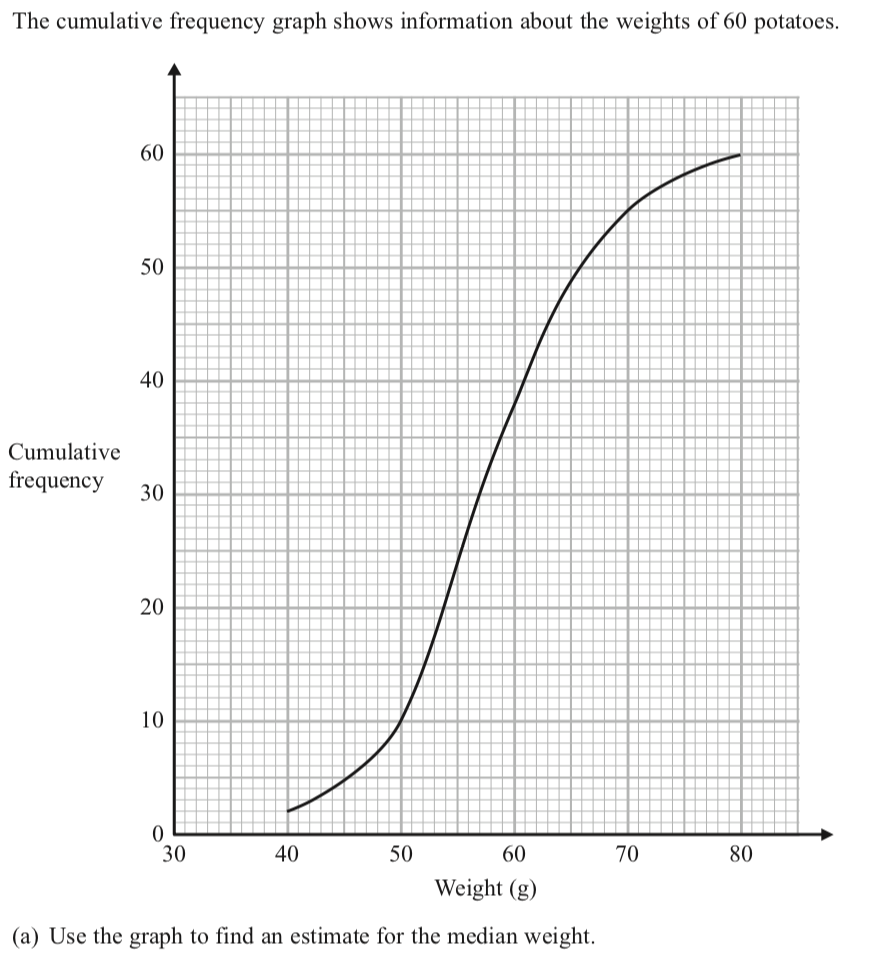 The cumulative frequency graph shows information about the weights of 60 potatoes.
60
50
40
Cumulative
frequency
30
20
10
0
30 40 50 60 70 80
Weight (g)
(a) Use the graph to find an estimate for the median weight.